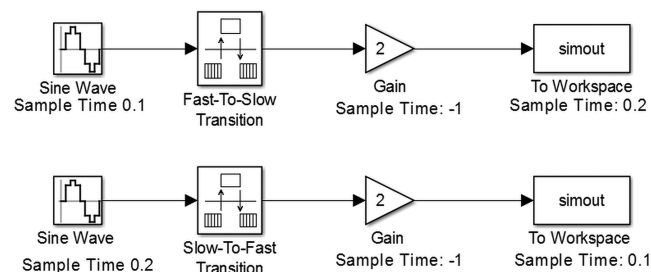 2
simout
Sine Wave
Sample Time 0.1
Fast-To-Slow
Transition
Gain
Sample Time: -1
To Workspace
Sample Time: 0.2
2
simout
Sine Wave
Sample Time 0.2
Slow-To-Fast
Transition
Gain
Sample Time: -1
To Workspace
Sample Time: 0.1